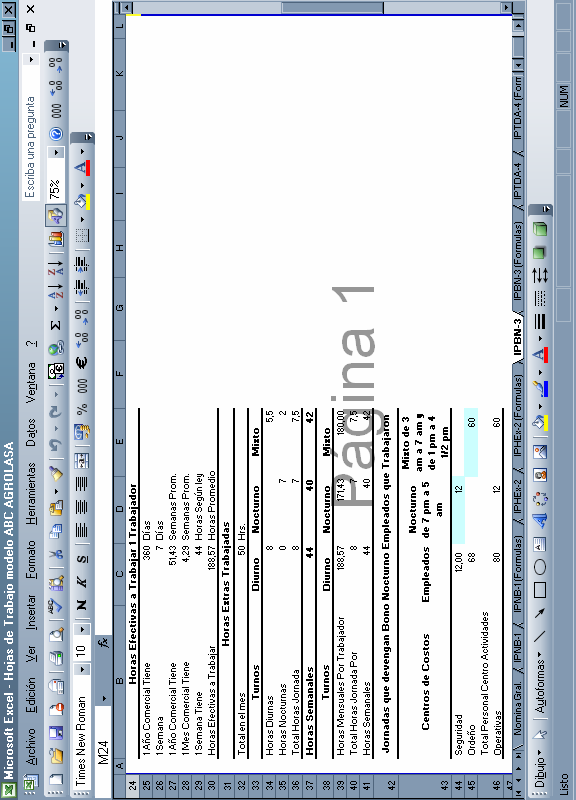 Microsoft Excel - Hojas de Trabajo modelo ABC AGROLASA
Archivo Edición Ver Insertar Formato Herramientas Datos Ventana ? Escriba una pregunta
75%
Times New Roman 10 N K S % 000 €
M24 fx
A B C D E F G H I J K L
24 Horas Efectivas a Trabajar 1 Trabajador
25 1 Año Comercial Tiene 360 Días
26 1 Semana 7 Días
27 1 Año Comercial Tiene 51,43 Semanas Prom.
28 1 Mes Comercial Tiene 4,29 Semanas Prom.
29 1 Semana Tiene 44 Horas Según ley
30 Horas Efectivas a Trabajar 188,57 Horas Promedio
31 Horas Extras Trabajadas
32 Total en el mes 50 Hrs.
33 Turnos Diurno Nocturno Mixto
34 Horas Diurnas 8 5,5
35 Horas Nocturnas 0 7 2
36 Total Horas Jornada 8 7 7,5
37 Horas Semanales 44 40 42
38 Turnos Diurno Nocturno Mixto
39 Horas Mensuales Por Trabajador 188,57 171,43 180,00
40 Total Horas Jornada Por 8 7 7,5
41 Horas Semanales 44 40 42
42 Jornadas que devengan Bono Nocturno Empleados que Trabajaron
43 Centros de Costos Empleados Nocturno de 7 pm a 5 am Mixto de 3 am a 7 am y de 1 pm a 4 1/2 pm
44 Seguridad 12,00 12
45 Ordeño 68 60
Total Personal Centro Actividades
46 Operativas 80 12 60
47
Página 1
Nomina Gral. IPNB-1 IPNB-1 (Formulas) IPHEx-2 IPHEx-2 (Formulas) IPBN-3 IPBN-3 (Formulas) IPTDA-4 IPTDA-4 (Form
Dibujo Autoformas
Listo NUM